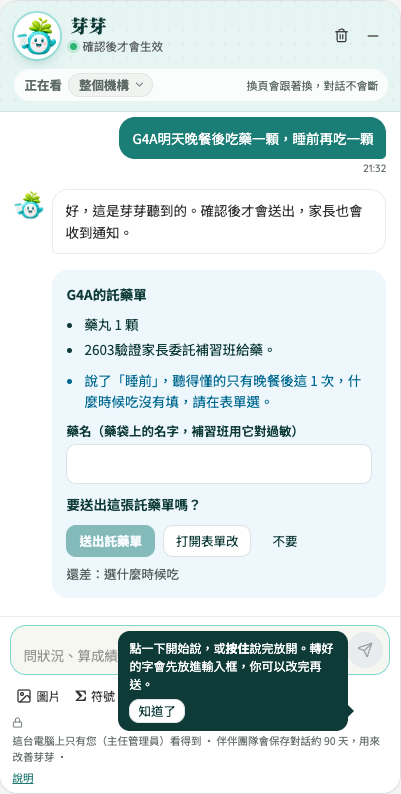 芽芽
確認後才會生效
正在看 整個機構 換頁會跟著換，對話不會斷
G4A明天晚餐後吃藥一顆，睡前再吃一顆
21:32
好，這是芽芽聽到的。確認後才會送出，家長也會
收到通知。
G4A的託藥單
• 藥丸 1 顆
• 2603驗證家長委託補習班給藥。
• 說了「睡前」，聽得懂的只有晚餐後這 1 次，什
麼時候吃沒有填，請在表單選。
藥名（藥袋上的名字，補習班用它對過敏）
要送出這張託藥單嗎？
送出託藥單 打開表單改 不要
還差：選什麼時候吃
問狀況、算成績
點一下開始說，或按住說完放開。轉好
的字會先放進輸入框，你可以改完再
送。
知道了
圖片 Σ 符號
這台電腦上只有您（主任管理員）看得到 · 伴伴團隊會保存對話約 90 天，用來
改善芽芽 ·
說明